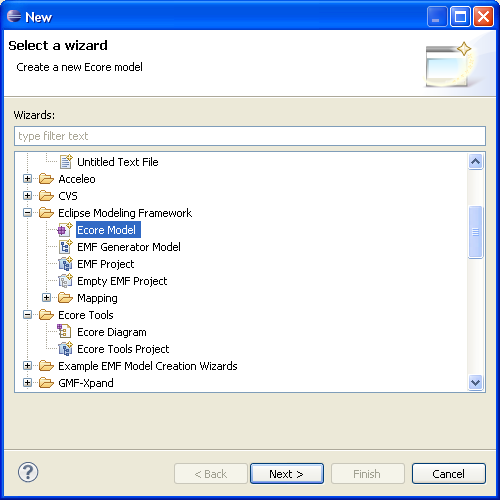 New
Select a wizard
Create a new Ecore model
Wizards:
type filter text
Untitled Text File
Acceleo
CVS
Eclipse Modeling Framework
Ecore Model
EMF Generator Model
EMF Project
Empty EMF Project
Mapping
Ecore Tools
Ecore Diagram
Ecore Tools Project
Example EMF Model Creation Wizards
GMF-Xpand
? < Back Next > Finish Cancel